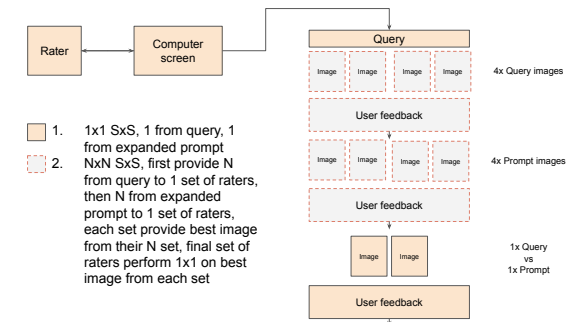 Rater
Computer
screen
Query
Image Image Image Image
4x Query images
User feedback
Image Image Image Image
4x Prompt images
User feedback
Image Image
1x Query
vs
1x Prompt
User feedback
1. 1x1 SxS, 1 from query, 1
from expanded prompt
2. NxN SxS, first provide N
from query to 1 set of raters,
then N from expanded
prompt to 1 set of raters,
each set provide best image
from their N set, final set of
raters perform 1x1 on best
image from each set